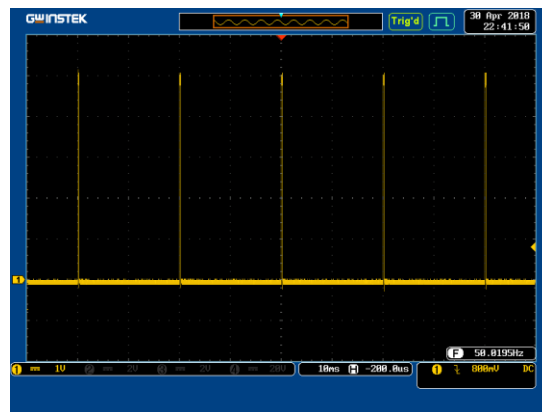 GWINSTEK Trig'd 30 Apr 2018
22:41:50
1
F 50.0195Hz
1 1V 2 2V 3 2V 4 20V 10ms H -200.0us 1 800mV DC